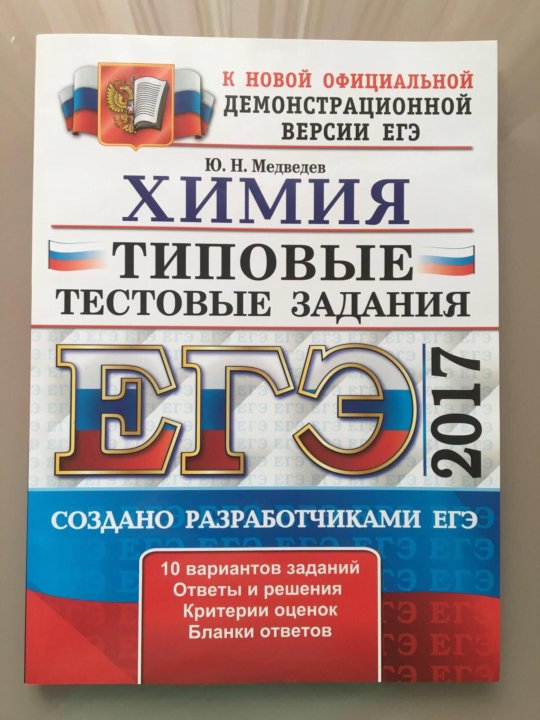 К НОВОЙ ОФИЦИАЛЬНОЙ
ДЕМОНСТРАЦИОННОЙ
ВЕРСИИ ЕГЭ
Ю. Н. Медведев
ХИМИЯ
ТИПОВЫЕ
ТЕСТОВЫЕ ЗАДАНИЯ
ЕГЭ
2017
СОЗДАНО РАЗРАБОТЧИКАМИ ЕГЭ
10 вариантов заданий
Ответы и решения
Критерии оценок
Бланки ответов